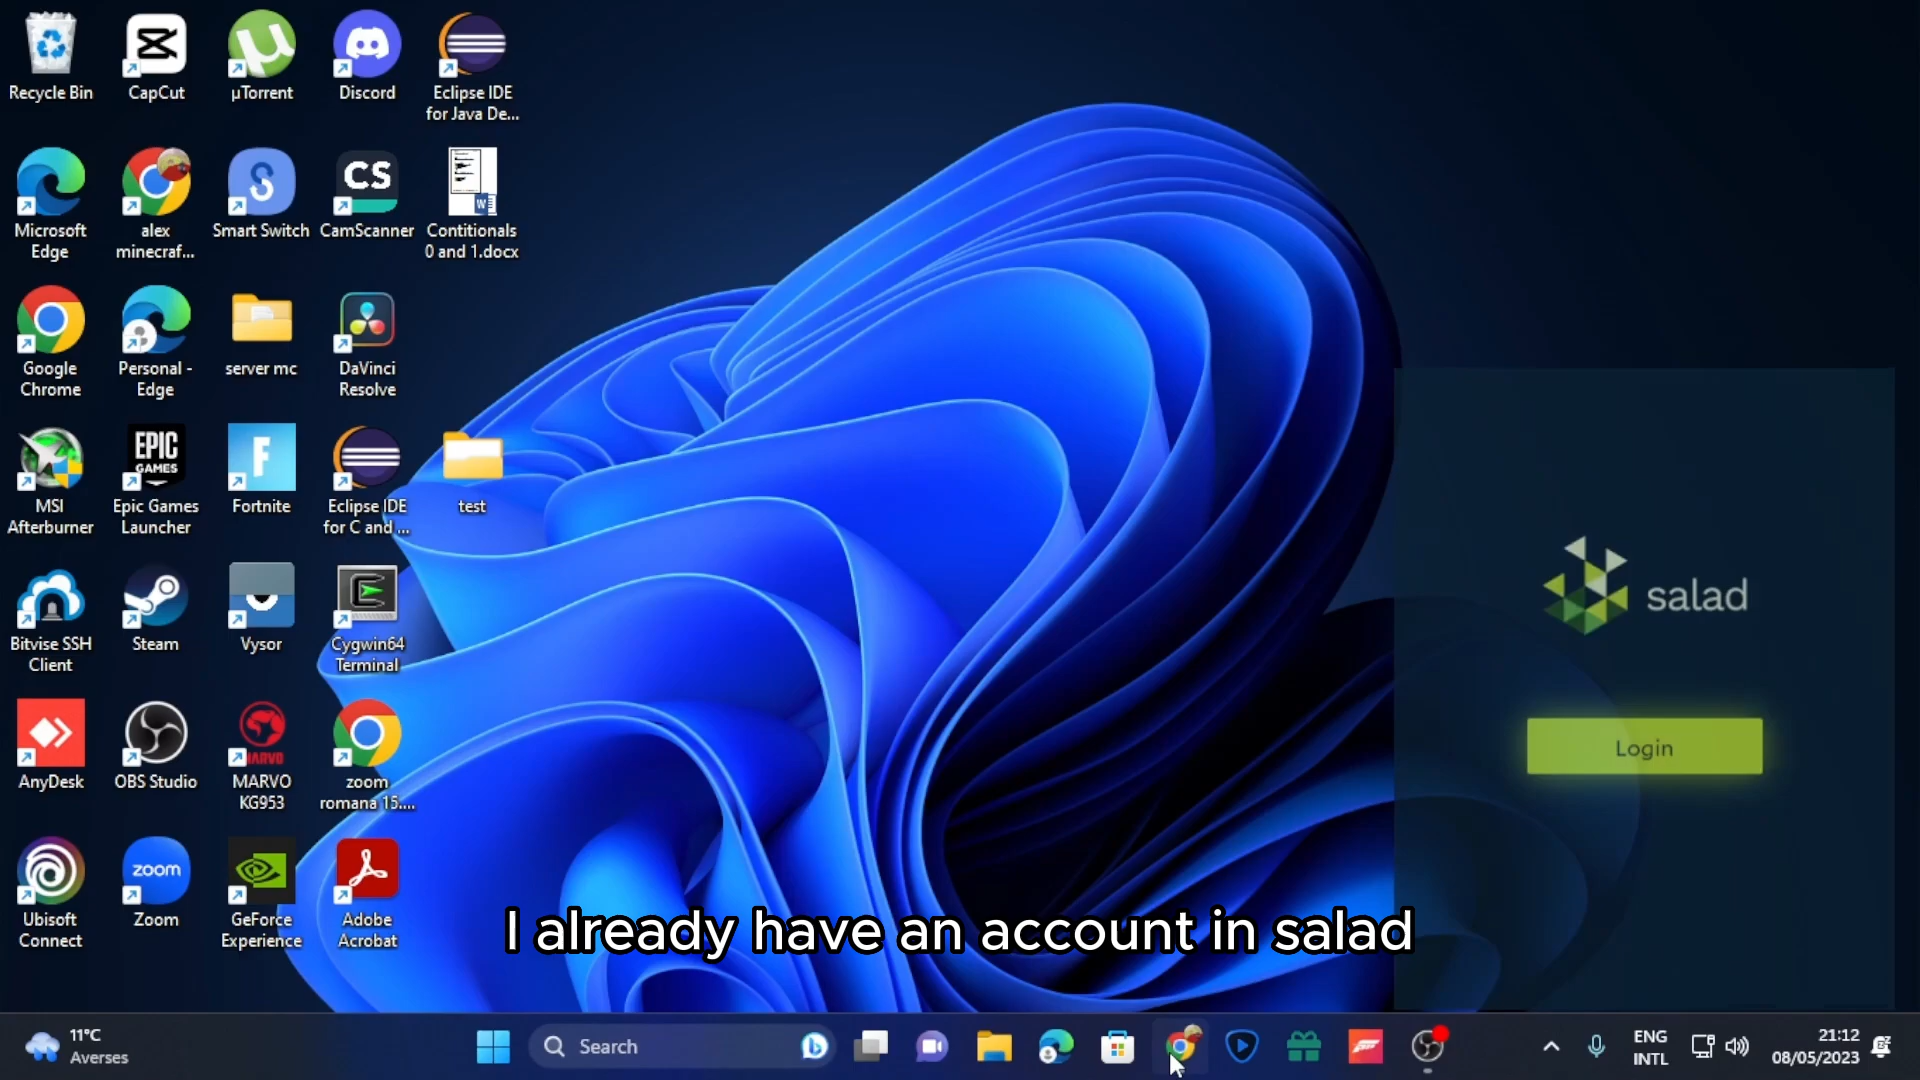 Recycle Bin
CapCut
µTorrent
Discord
Eclipse IDE
for Java De...
Microsoft
Edge
alex
minecraf...
Smart Switch
CS
CamScanner
Contitionals
0 and 1.docx
Google
Chrome
Personal -
Edge
server mc
DaVinci
Resolve
MSI
Afterburner
EPIC
GAMES
Epic Games
Launcher
Fortnite
Eclipse IDE
for C and ...
test
Bitvise SSH
Client
Steam
Vysor
Cygwin64
Terminal
salad
Login
AnyDesk
OBS Studio
MARVO
MARVO
KG953
zoom
romana 15....
Ubisoft
Connect
zoom
Zoom
GeForce
Experience
Adobe
Acrobat
I already have an account in salad
11°C
Averses
Search
ENG
INTL
21:12
08/05/2023